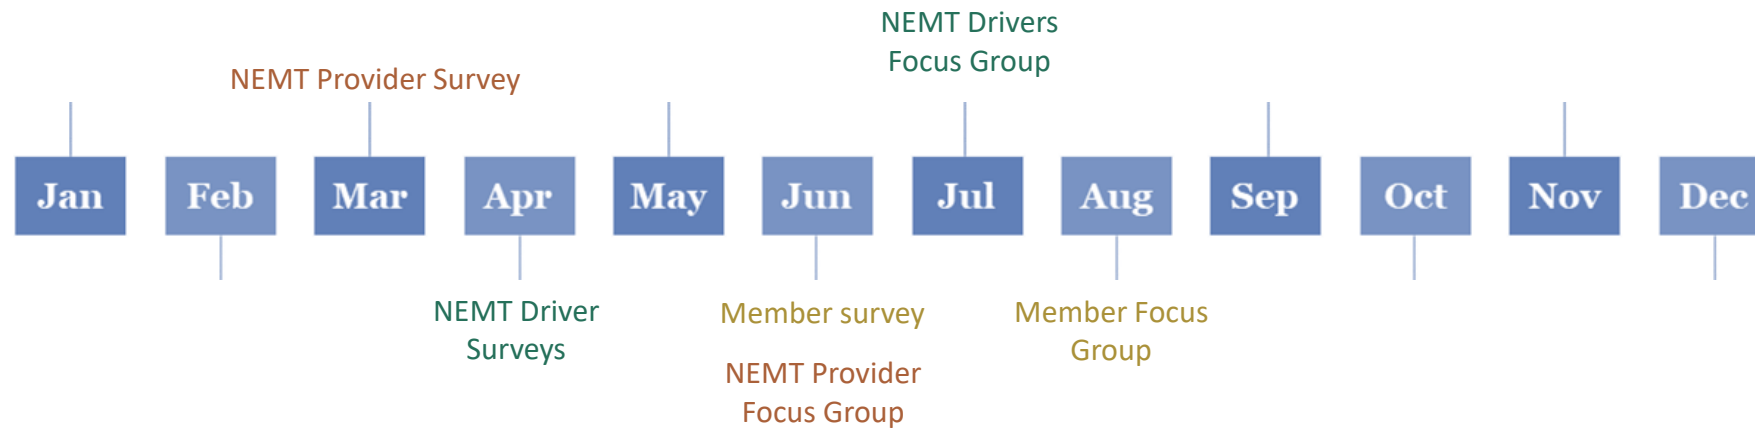 NEMT Drivers
Focus Group
NEMT Provider Survey
Jan Feb Mar Apr May Jun Jul Aug Sep Oct Nov Dec
NEMT Driver
Surveys
Member survey
NEMT Provider
Focus Group
Member Focus
Group